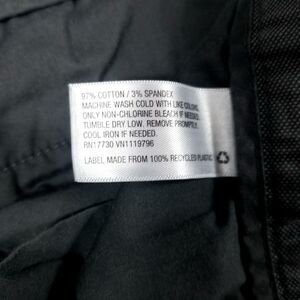 97% COTTON / 3% SPANDEX
MACHINE WASH COLD WITH LIKE COLORS.
ONLY NON-CHLORINE BLEACH IF NEEDED.
TUMBLE DRY LOW. REMOVE PROMPTLY.
COOL IRON IF NEEDED.
RN17730 VN1119796
LABEL MADE FROM 100% RECYCLED PLASTIC